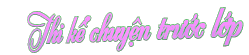 Thi kể chuyện trước lớp